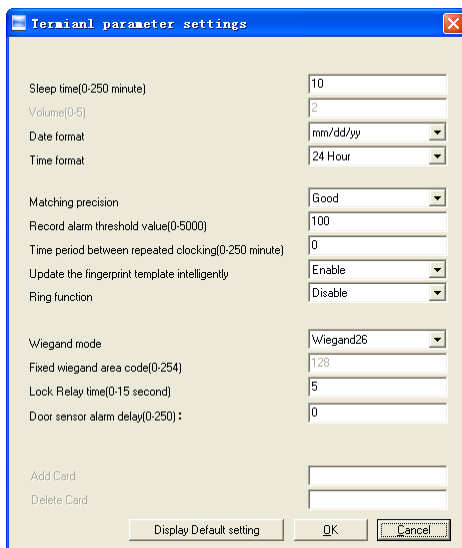 Termianl parameter settings
Sleep time(0-250 minute) 10
Volume(0-5) 2
Date format mm/dd/yy
Time format 24 Hour
Matching precision Good
Record alarm threshold value(0-5000) 100
Time period between repeated clocking(0-250 minute) 0
Update the fingerprint template intelligently Enable
Ring function Disable
Wiegand mode Wiegand26
Fixed wiegand area code(0-254) 128
Lock Relay time(0-15 second) 5
Door sensor alarm delay(0-250): 0
Add Card
Delete Card
Display Default setting OK Cancel